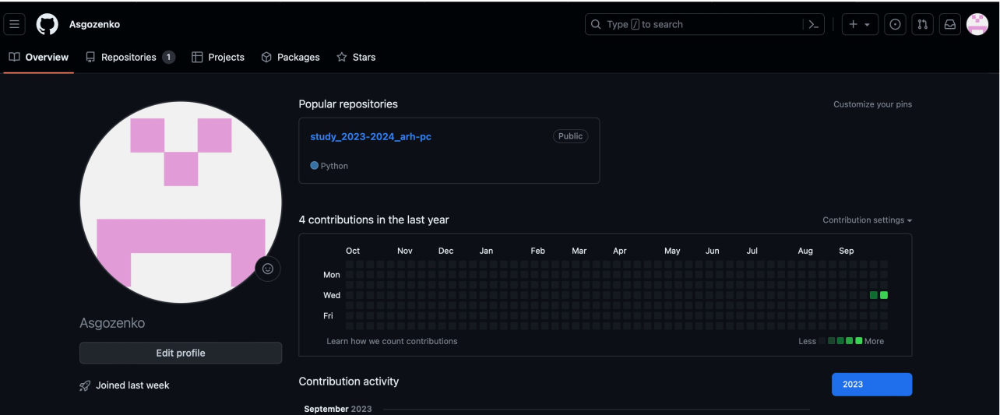 Asgozenko
Type / to search
Overview Repositories 1 Projects Packages Stars
Popular repositories
Customize your pins
study_2023-2024_arh-pc
Public
Python
4 contributions in the last year
Contribution settings
Oct Nov Dec Jan Feb Mar Apr May Jun Jul Aug Sep
Mon
Wed
Fri
Learn how we count contributions
Less More
Asgozenko
Edit profile
Joined last week
Contribution activity
2023
September 2023